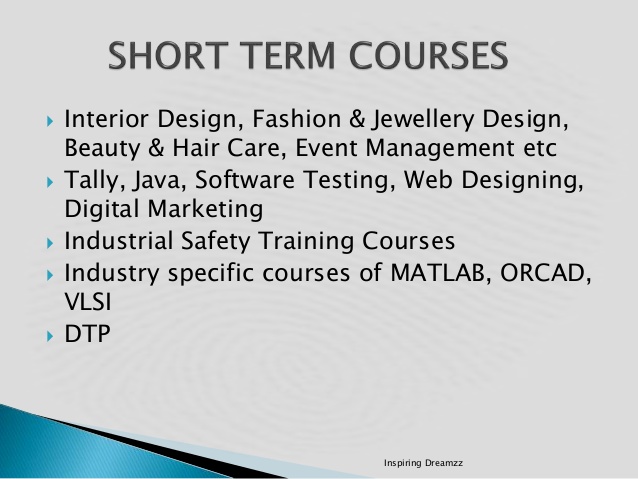 SHORT TERM COURSES
Interior Design, Fashion & Jewellery Design,
Beauty & Hair Care, Event Management etc
Tally, Java, Software Testing, Web Designing,
Digital Marketing
Industrial Safety Training Courses
Industry specific courses of MATLAB, ORCAD,
VLSI
DTP
Inspiring Dreamzz